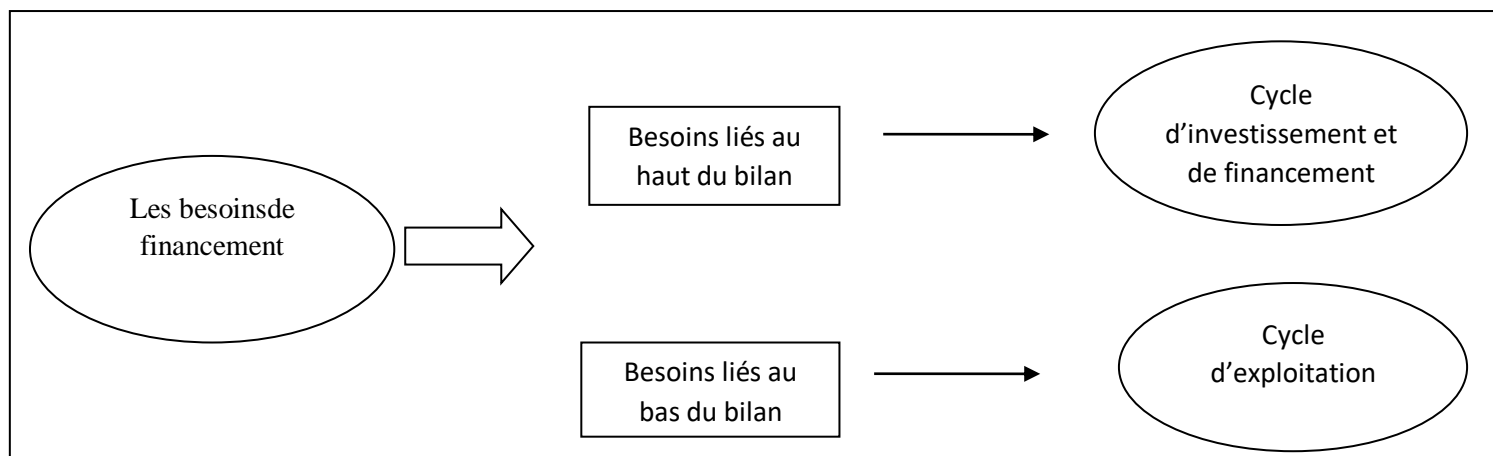 Les besoinsde
financement
Besoins liés au
haut du bilan
Cycle
d’investissement et
de financement
Besoins liés au
bas du bilan
Cycle
d’exploitation